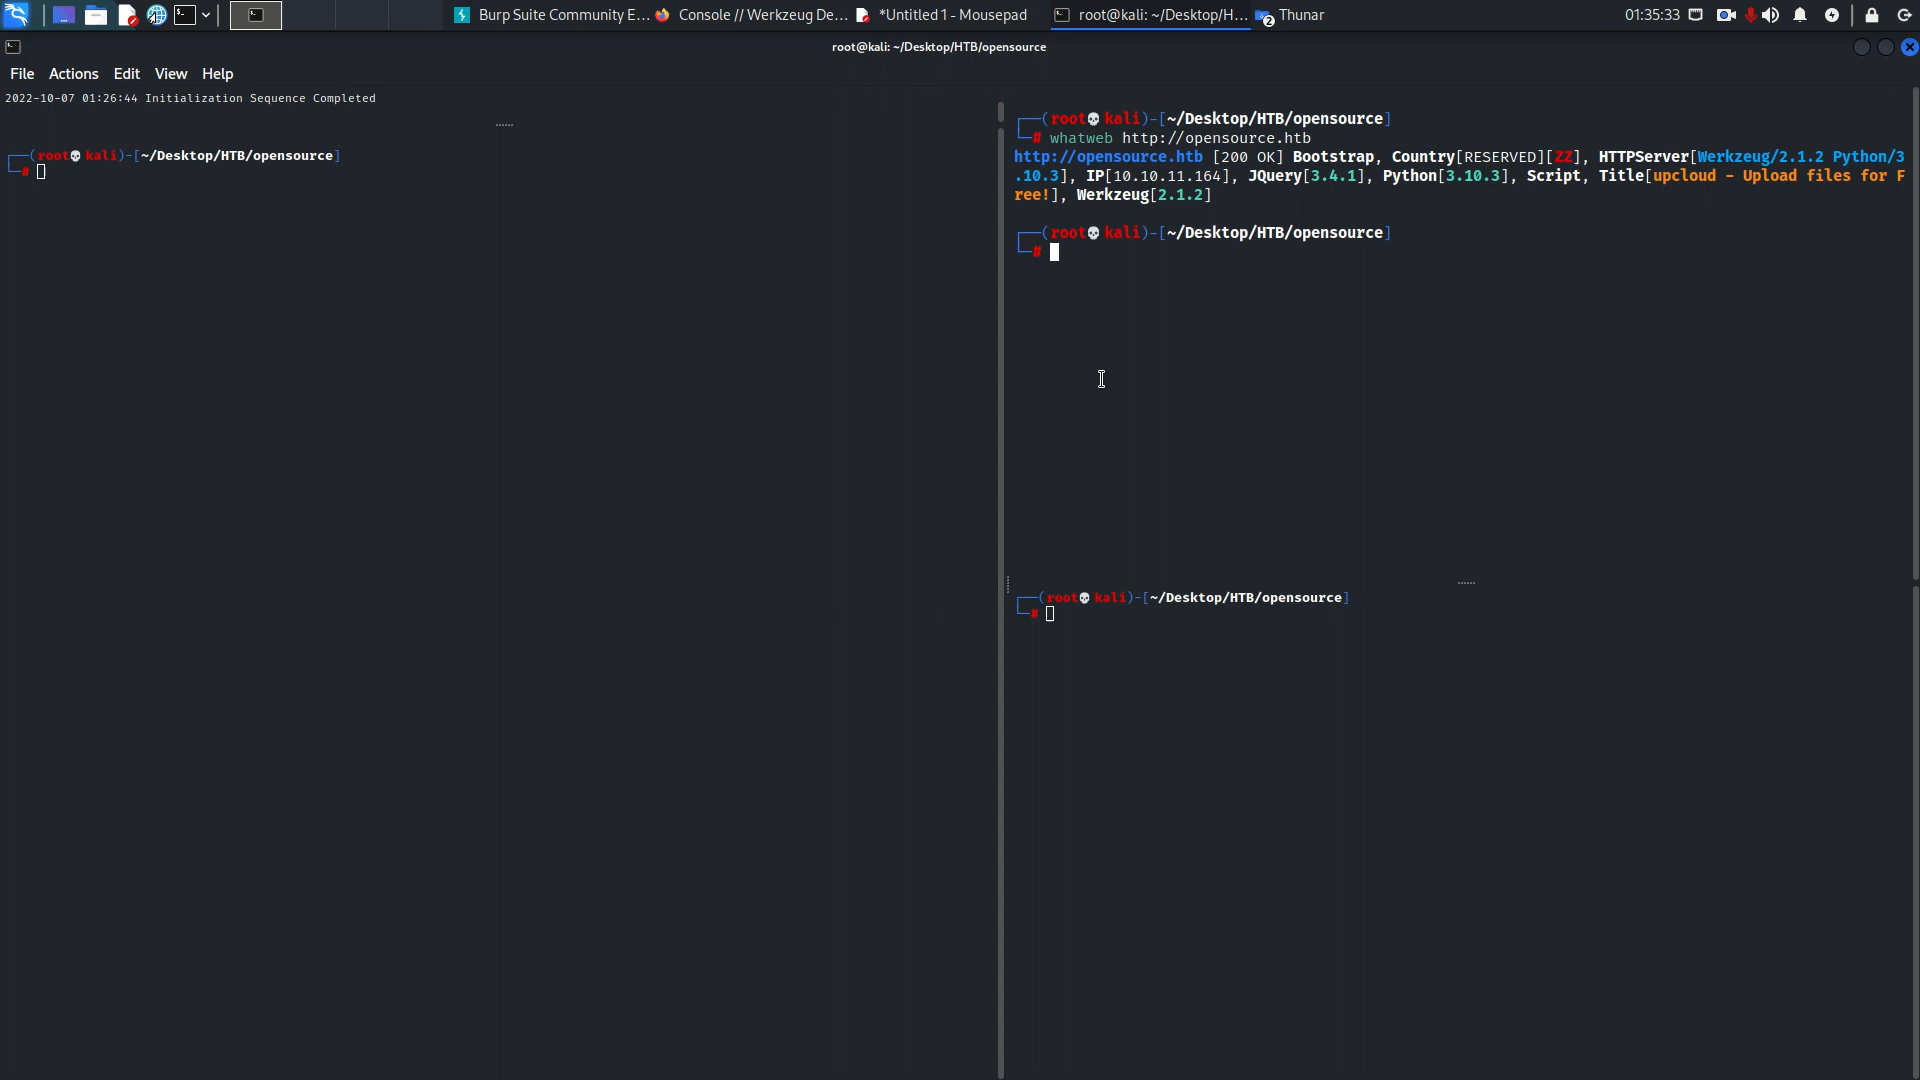 Burp Suite Community E...
Console // Werkzeug De...
*Untitled 1 - Mousepad
root@kali: ~/Desktop/H...
2
Thunar
01:35:33
root@kali: ~/Desktop/HTB/opensource
File Actions Edit View Help
2022-10-07 01:26:44 Initialization Sequence Completed
┌──(root💀kali)-[~/Desktop/HTB/opensource]
└─#
┌──(root💀kali)-[~/Desktop/HTB/opensource]
└─# whatweb http://opensource.htb
http://opensource.htb [200 OK] Bootstrap, Country[RESERVED][ZZ], HTTPServer[Werkzeug/2.1.2 Python/3
.10.3], IP[10.10.11.164], JQuery[3.4.1], Python[3.10.3], Script, Title[upcloud - Upload files for F
ree!], Werkzeug[2.1.2]
┌──(root💀kali)-[~/Desktop/HTB/opensource]
└─#
┌──(root💀kali)-[~/Desktop/HTB/opensource]
└─#